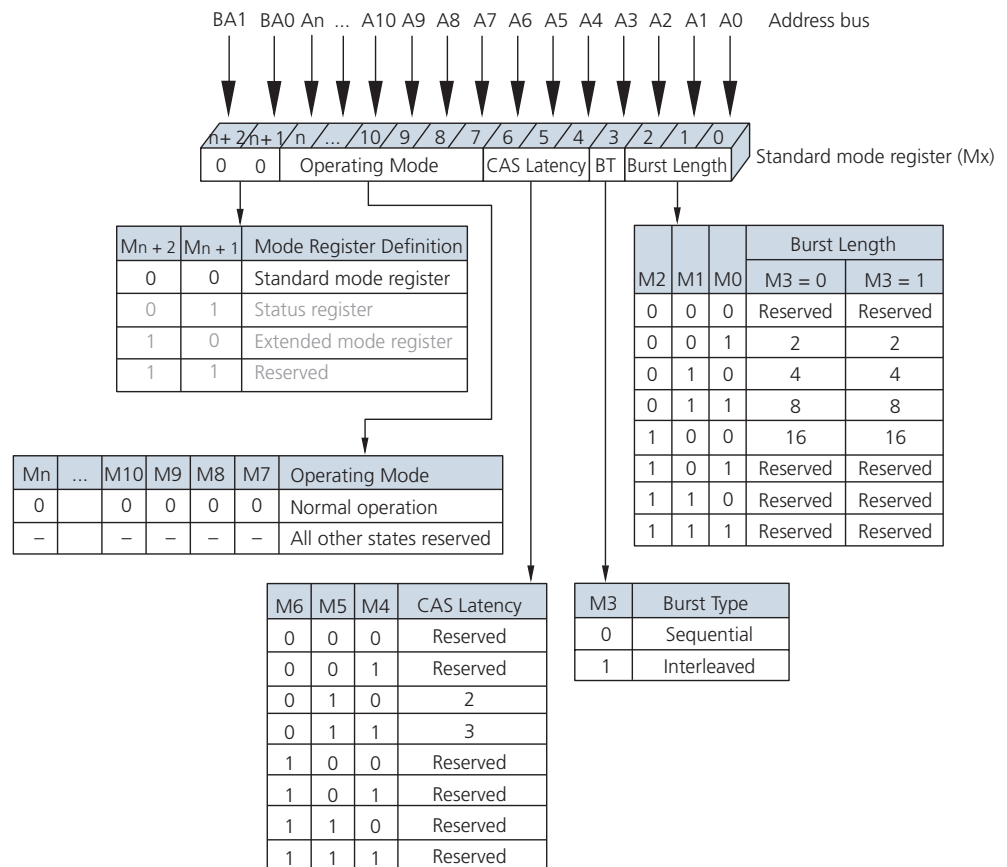 BA1 BA0 An ... A10 A9 A8 A7 A6 A5 A4 A3 A2 A1 A0 Address bus
n+ 2 n+ 1 n ... 10 9 8 7 6 5 4 3 2 1 0
Standard mode register (Mx)
0 0 Operating Mode CAS Latency BT Burst Length
Mn + 2 Mn + 1 Mode Register Definition
0 0 Standard mode register
0 1 Status register
1 0 Extended mode register
1 1 Reserved
Burst Length
M2 M1 M0 M3 = 0 M3 = 1
0 0 0 Reserved Reserved
0 0 1 2 2
0 1 0 4 4
0 1 1 8 8
1 0 0 16 16
1 0 1 Reserved Reserved
1 1 0 Reserved Reserved
1 1 1 Reserved Reserved
Mn ... M10 M9 M8 M7 Operating Mode
0 0 0 0 0 Normal operation
– – – – – All other states reserved
M6 M5 M4 CAS Latency
0 0 0 Reserved
0 0 1 Reserved
0 1 0 2
0 1 1 3
1 0 0 Reserved
1 0 1 Reserved
1 1 0 Reserved
1 1 1 Reserved
M3 Burst Type
0 Sequential
1 Interleaved